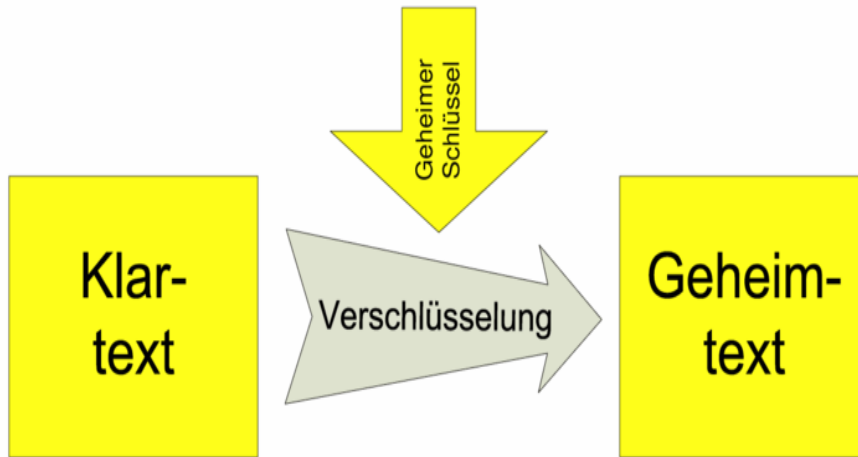 Geheimer
Schlüssel
Klar-
text
Verschlüsselung
Geheim-
text